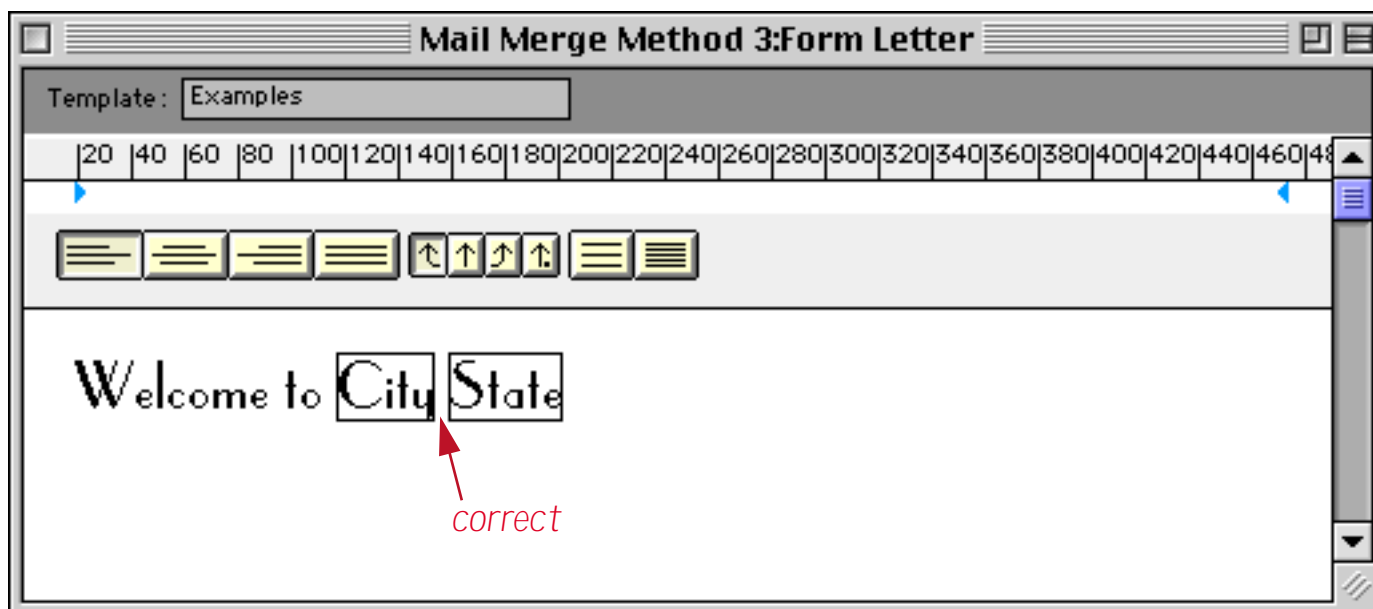 Mail Merge Method 3:Form Letter
Template: Examples
|20 |40 |60 |80 |100|120|140|160|180|200|220|240|260|280|300|320|340|360|380|400|420|440|460|48
Welcome to City State
correct